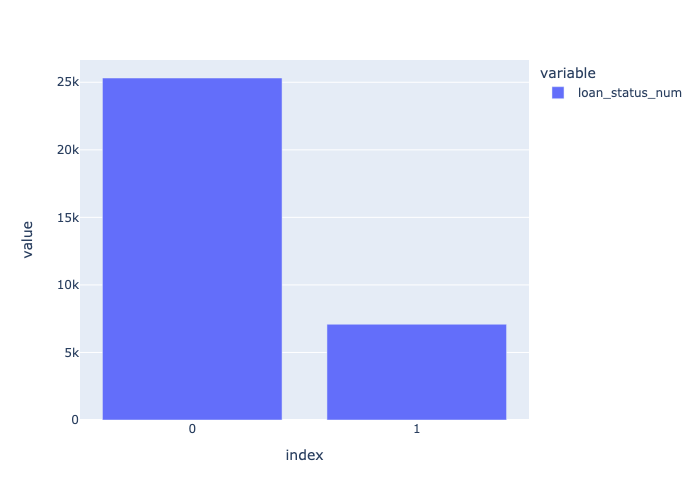 variable
loan_status_num
25k
20k
15k
10k
5k
0
value
0
1
index